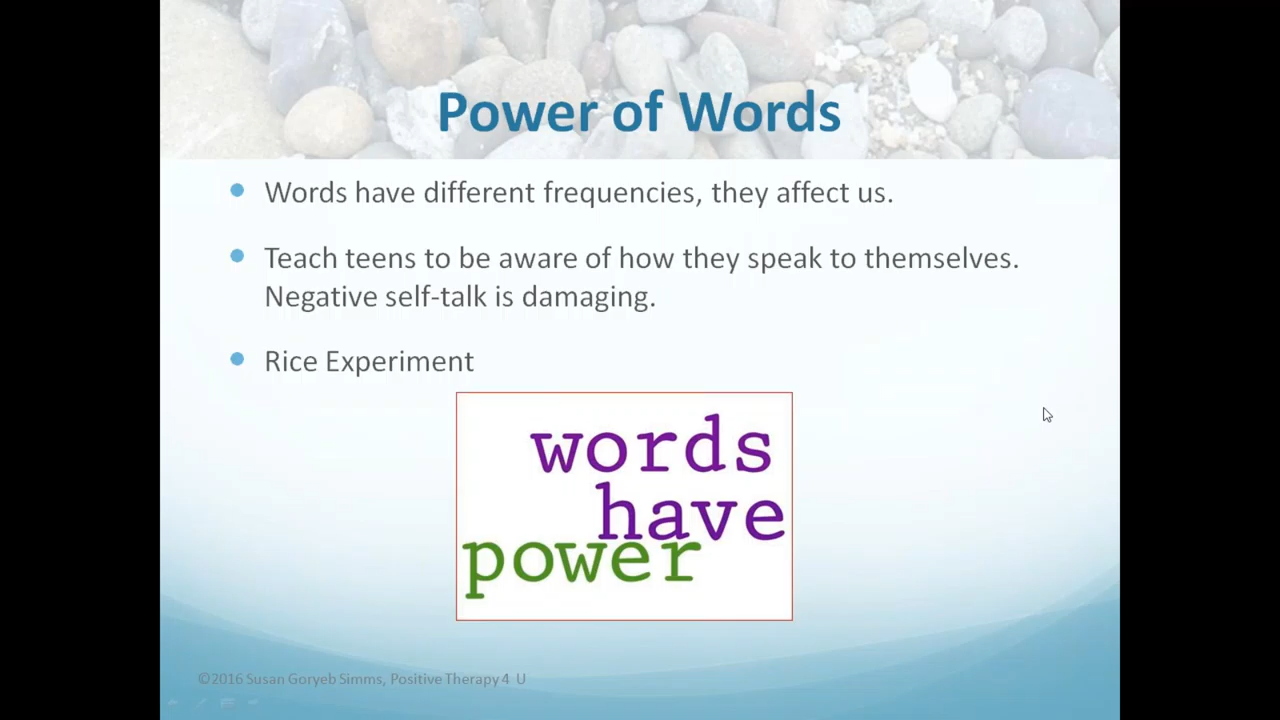 Power of Words
Words have different frequencies, they affect us.
Teach teens to be aware of how they speak to themselves.
Negative self-talk is damaging.
Rice Experiment
words
have
power
©2016 Susan Goryeb Simms, Positive Therapy 4 U